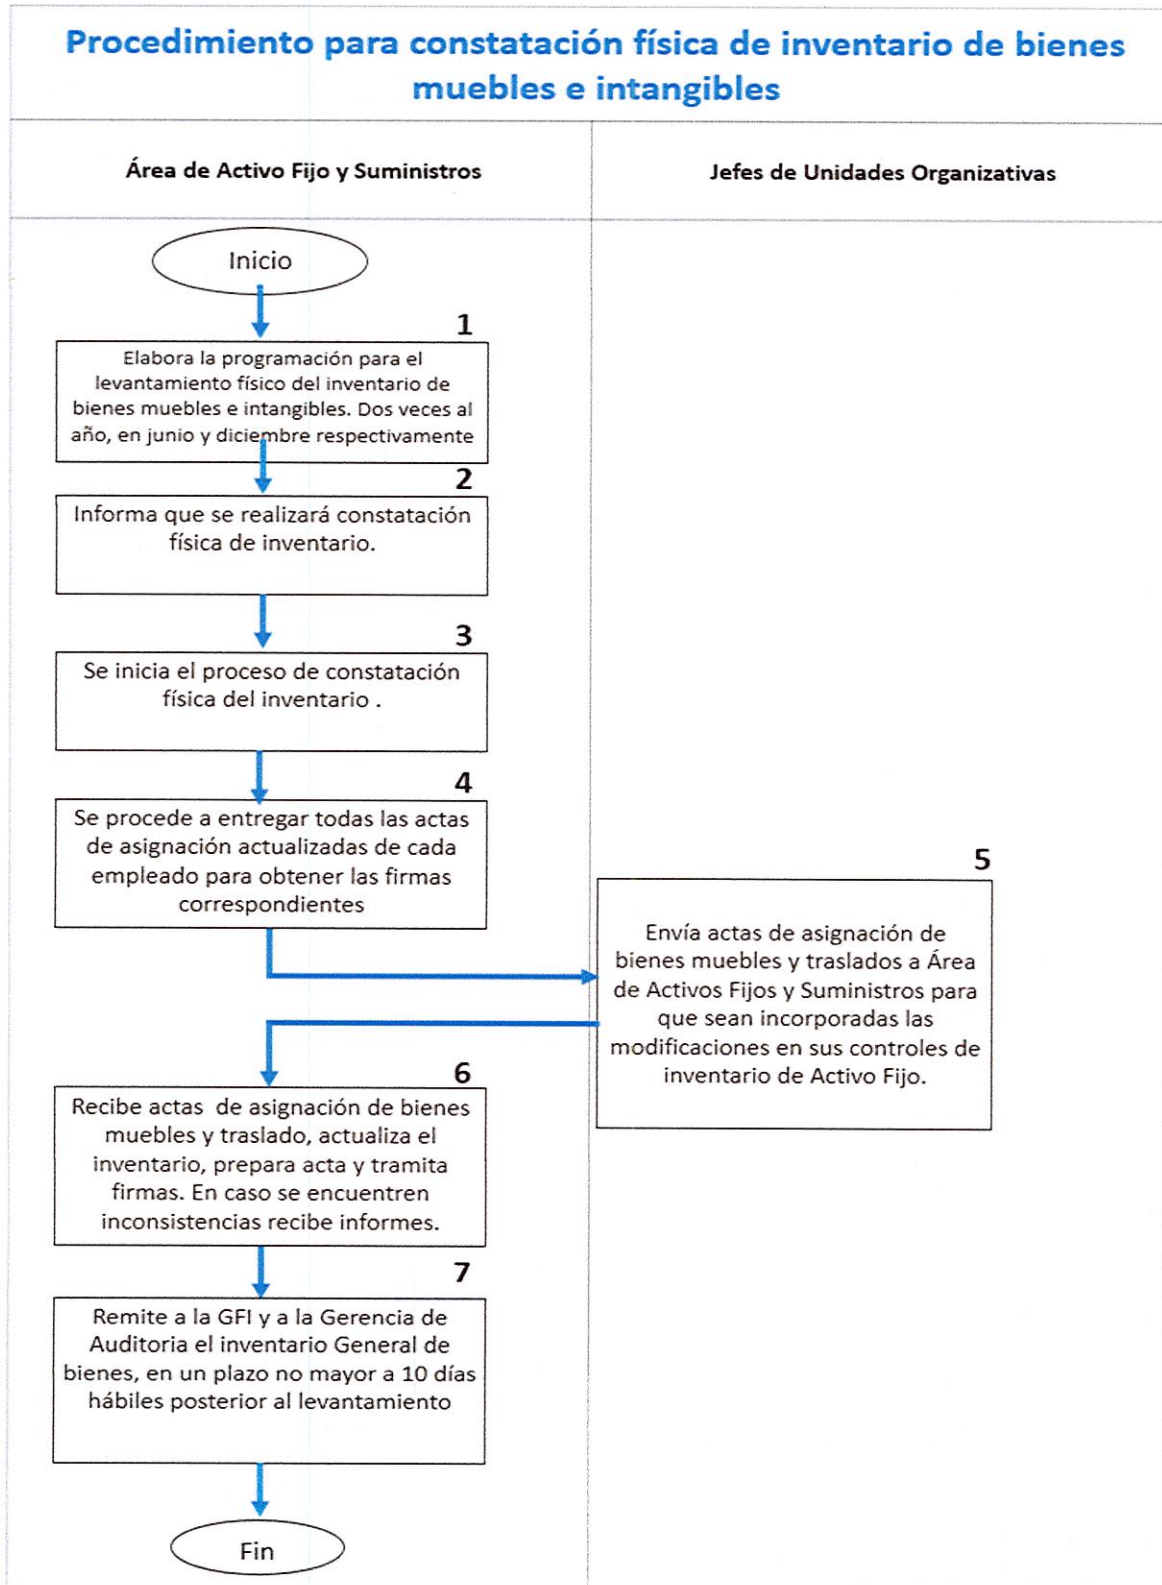 Procedimiento para constatación física de inventario de bienes
muebles e intangibles
Área de Activo Fijo y Suministros
Jefes de Unidades Organizativas
Inicio
1
Elabora la programación para el
levantamiento físico del inventario de
bienes muebles e intangibles. Dos veces al
año, en junio y diciembre respectivamente
2
Informa que se realizará constatación
física de inventario.
3
Se inicia el proceso de constatación
física del inventario .
4
Se procede a entregar todas las actas
de asignación actualizadas de cada
empleado para obtener las firmas
correspondientes
5
Envía actas de asignación de
bienes muebles y traslados a Área
de Activos Fijos y Suministros para
que sean incorporadas las
modificaciones en sus controles de
inventario de Activo Fijo.
6
Recibe actas de asignación de bienes
muebles y traslado, actualiza el
inventario, prepara acta y tramita
firmas. En caso se encuentren
inconsistencias recibe informes.
7
Remite a la GFI y a la Gerencia de
Auditoria el inventario General de
bienes, en un plazo no mayor a 10 días
hábiles posterior al levantamiento
Fin